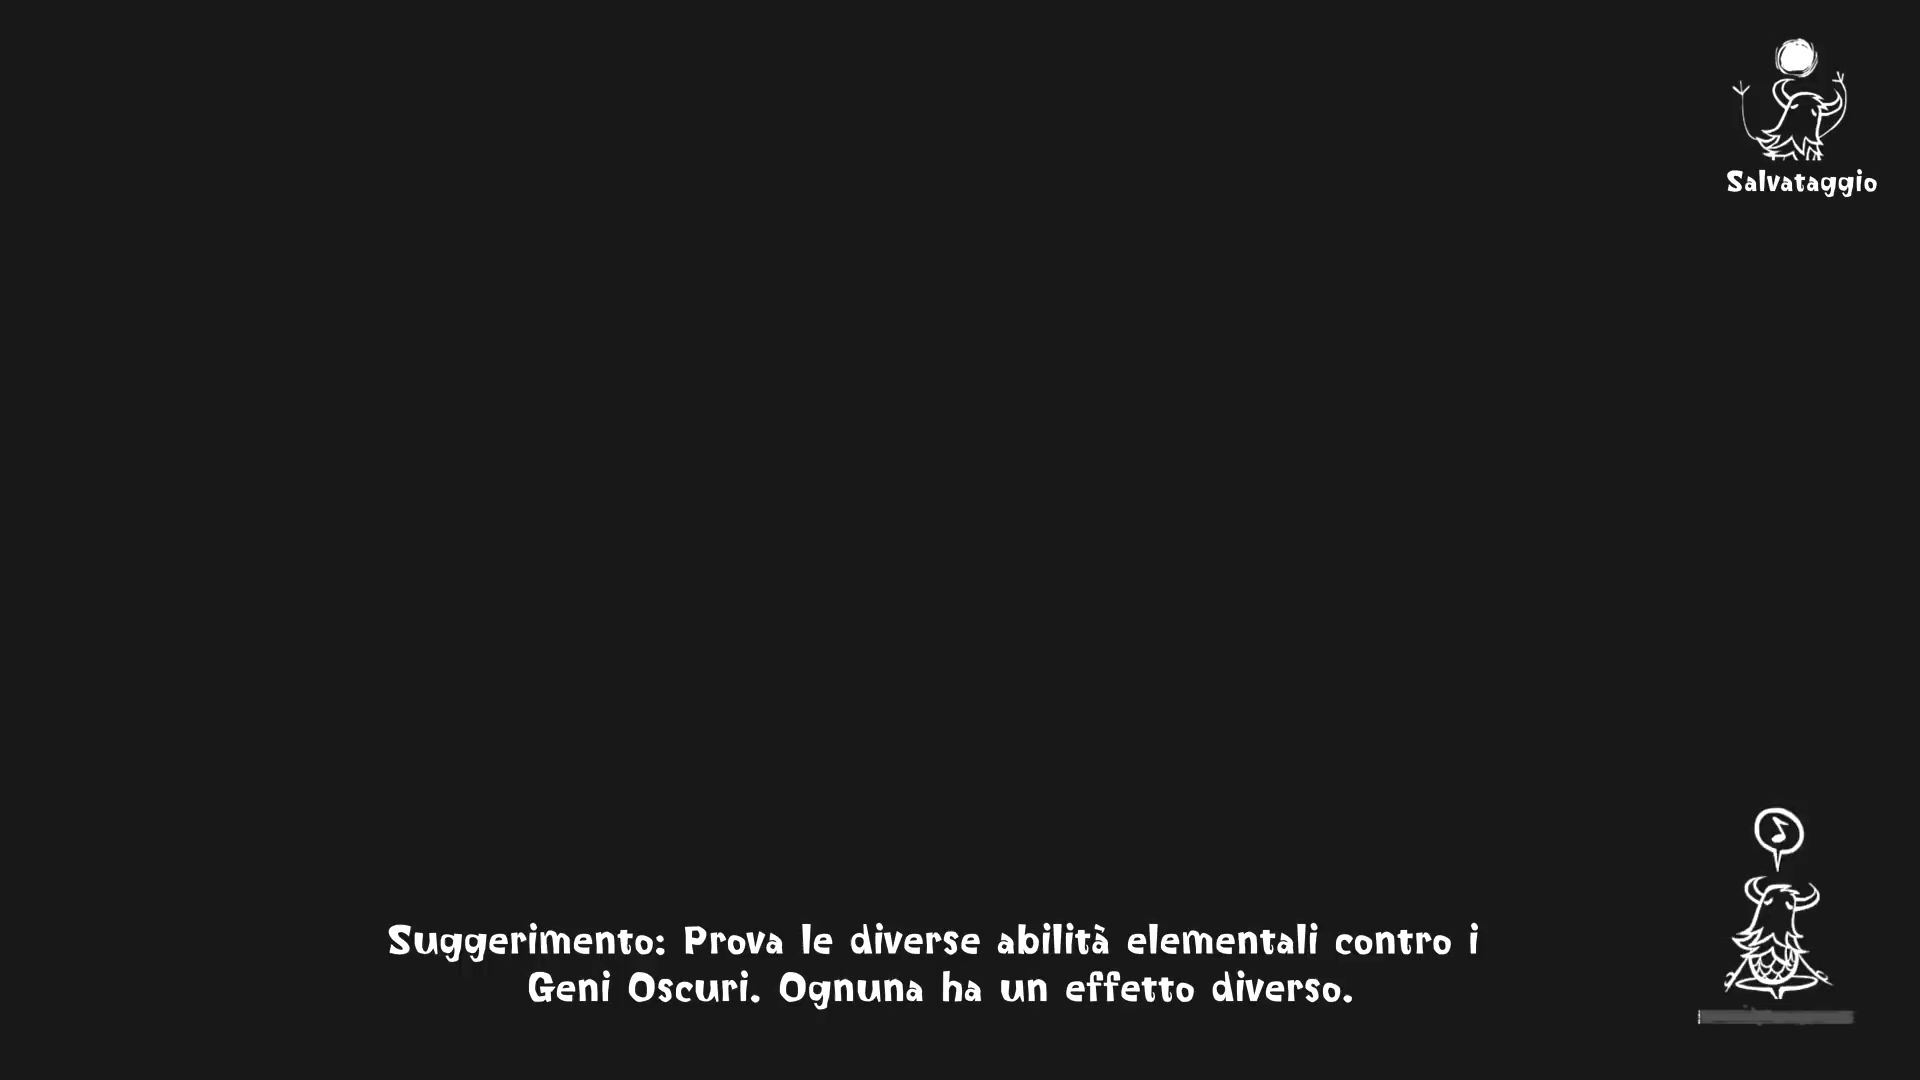 Salvataggio
Suggerimento: Prova le diverse abilità elementali contro i
Geni Oscuri. Ognuna ha un effetto diverso.